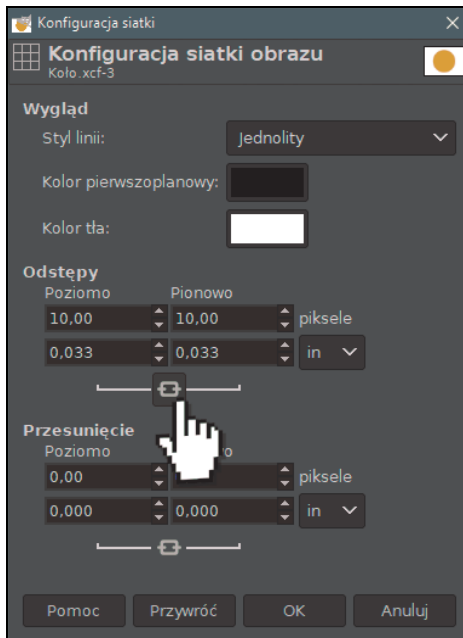 Konfiguracja siatki
Konfiguracja siatki obrazu
Koło.xcf-3
Wygląd
Styl linii: Jednolity
Kolor pierwszoplanowy:
Kolor tła:
Odstępy
Poziomo Pionowo
10,00 10,00 piksele
0,033 0,033 in
Przesunięcie
Poziomo
0,00 piksele
0,000 0,000 in
Pomoc Przywróć OK Anuluj